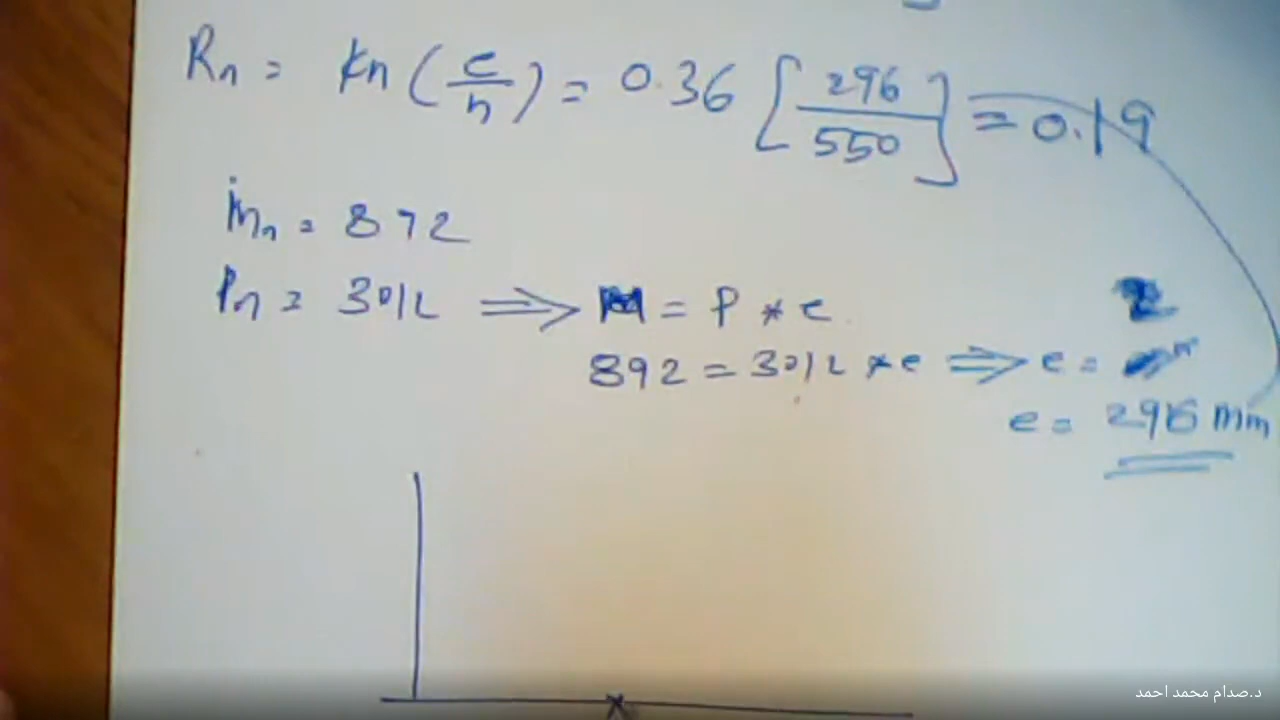 Rn = Kn (e/h) = 0.36 [296/550] = 0.19
Mn = 892
Pn = 3012 ⟹ M = P * e
892 = 3012 * e ⟹ e =
e = 296 mm
د.صدام محمد احمد